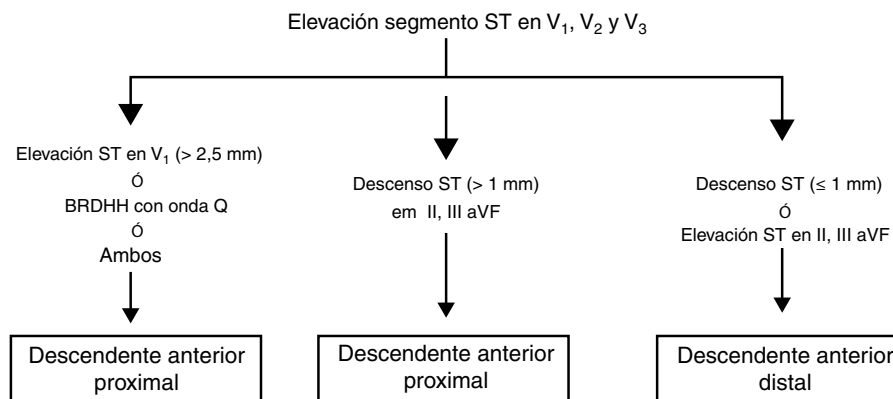 Elevación segmento ST en V1, V2 y V3
Elevación ST en V1 (> 2,5 mm)
Ó
BRDHH con onda Q
Ó
Ambos
Descendente anterior
proximal
Descenso ST (> 1 mm)
em II, III aVF
Descendente anterior
proximal
Descenso ST (≤ 1 mm)
Ó
Elevación ST en II, III aVF
Descendente anterior
distal